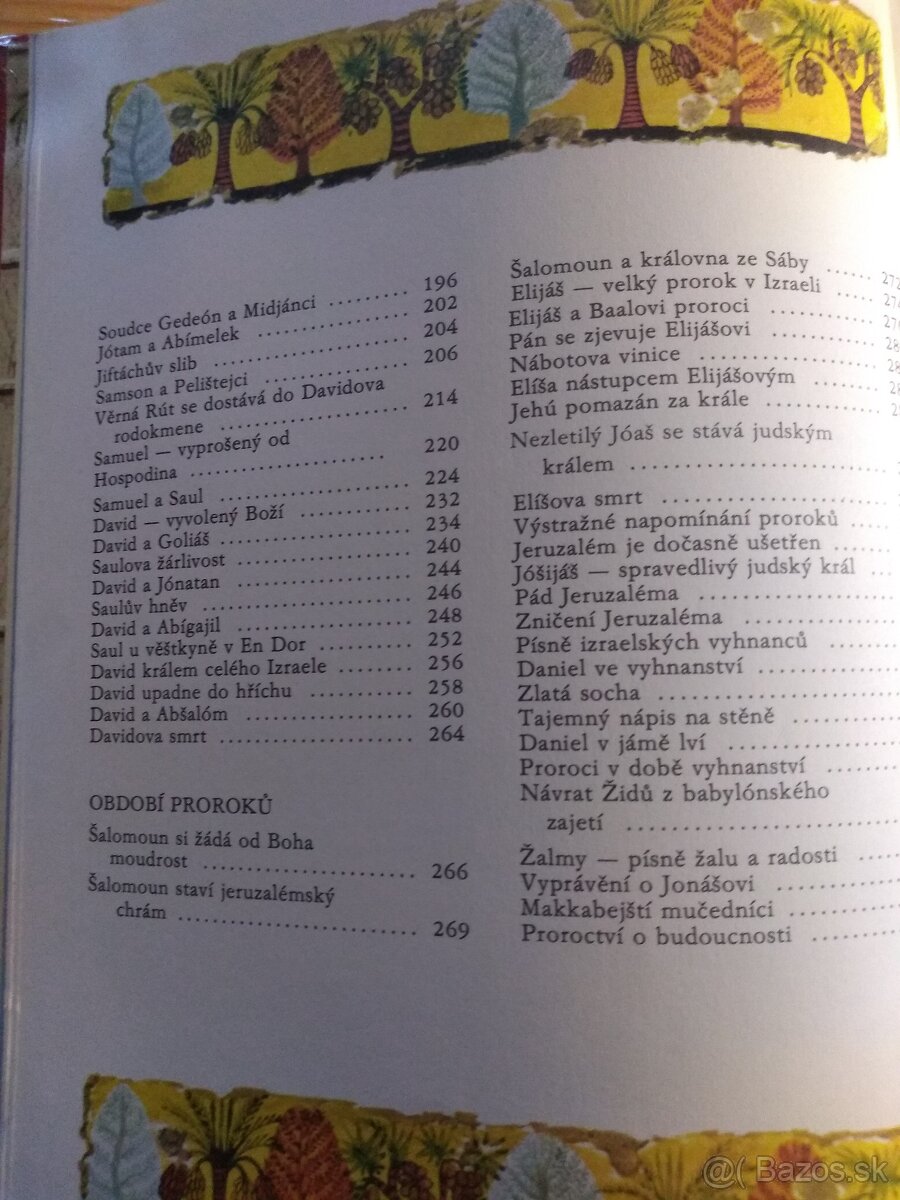 Soudce Gedeón a Midjánci ......... 196
Jótam a Abímelek ................. 202
Jiftáchův slib ................... 204
Samson a Pelištejci .............. 206
Věrná Rút se dostává do Davidova
rodokmene ........................ 214
Samuel — vyprošený od
Hospodina ........................ 220
Samuel a Saul .................... 224
David — vyvolený Boží ............ 232
David a Goliáš ................... 234
Saulova žárlivost ................ 240
David a Jónatan .................. 244
Saulův hněv ...................... 246
David a Abígajil ................. 248
Saul u věštkyně v En Dor ......... 252
David králem celého Izraele ...... 256
David upadne do hříchu ........... 258
David a Abšalóm .................. 260
Davidova smrt .................... 264
OBDOBÍ PROROKŮ
Šalomoun si žádá od Boha
moudrost ......................... 266
Šalomoun staví jeruzalémský
chrám ............................ 269
Šalomoun a královna ze Sáby ...... 272
Elijáš — velký prorok v Izraeli .....
Elijáš a Baalovi proroci ...........
Pán se zjevuje Elijášovi ...........
Nábotova vinice ....................
Elíša nástupcem Elijášovým ........
Jehú pomazán za krále .............
Nezletilý Jóaš se stává judským
králem ............................
Elíšova smrt ......................
Výstražné napomínání proroků .....
Jeruzalém je dočasně ušetřen ......
Jóšijáš — spravedlivý judský král ...
Pád Jeruzaléma ....................
Zničení Jeruzaléma ................
Písně izraelských vyhnanců ........
Daniel ve vyhnanství ..............
Zlatá socha .......................
Tajemný nápis na stěně ............
Daniel v jámě lví .................
Proroci v době vyhnanství .........
Návrat Židů z babylónského
zajetí ............................
Žalmy — písně žalu a radosti ......
Vyprávění o Jonášovi ..............
Makkabejští mučedníci .............
Proroctví o budoucnosti ...........
@( Bazos.sk